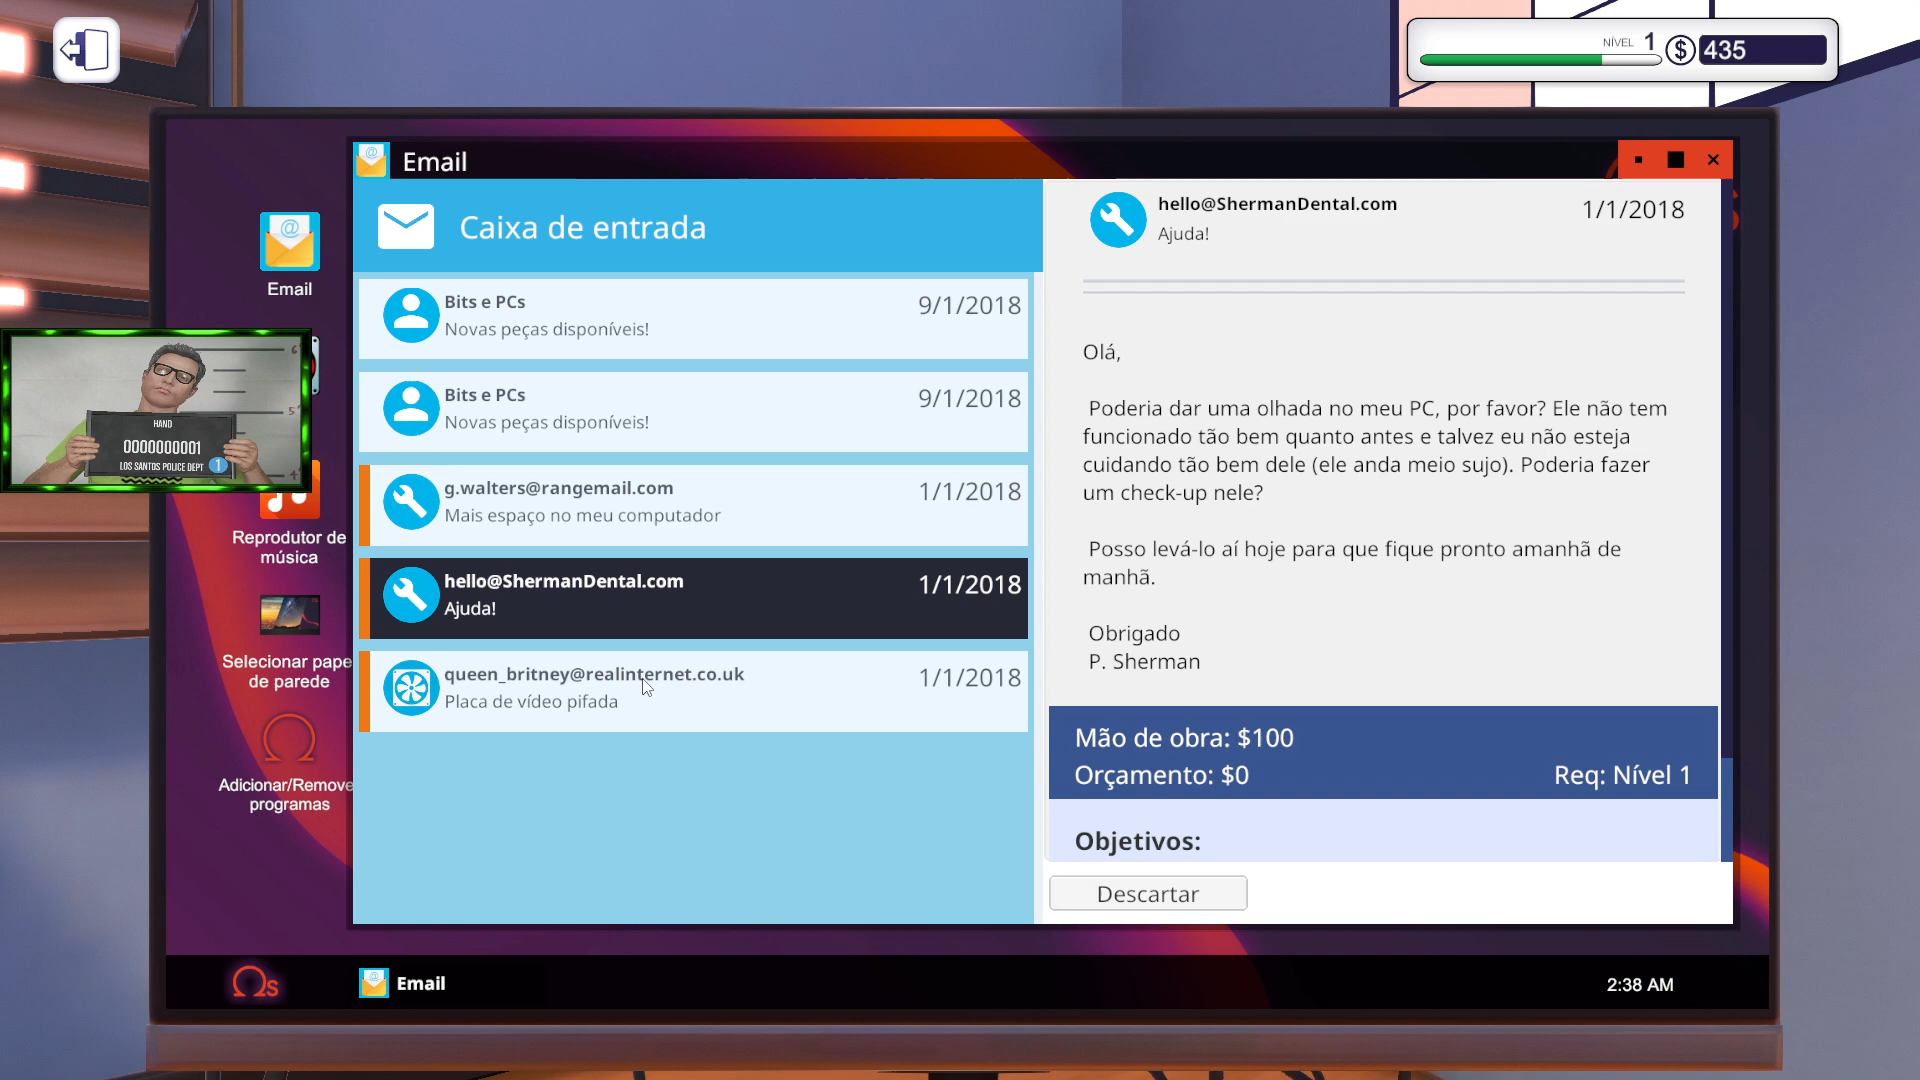 NÍVEL 1
$ 435
Email
Caixa de entrada
Bits e PCs
9/1/2018
Novas peças disponíveis!
Bits e PCs
9/1/2018
Novas peças disponíveis!
g.walters@rangemail.com
1/1/2018
Mais espaço no meu computador
hello@ShermanDental.com
1/1/2018
Ajuda!
queen_britney@realinternet.co.uk
1/1/2018
Placa de vídeo pifada
hello@ShermanDental.com
1/1/2018
Ajuda!
Olá,
Poderia dar uma olhada no meu PC, por favor? Ele não tem
funcionado tão bem quanto antes e talvez eu não esteja
cuidando tão bem dele (ele anda meio sujo). Poderia fazer
um check-up nele?
Posso levá-lo aí hoje para que fique pronto amanhã de
manhã.
Obrigado
P. Sherman
Mão de obra: $100
Orçamento: $0
Req: Nível 1
Objetivos:
Descartar
Email
HAND
0000000001
LOS SANTOS POLICE DEPT 1
Reprodutor de
música
Selecionar pape
de parede
Adicionar/Remove
programas
Ωs
Email
2:38 AM